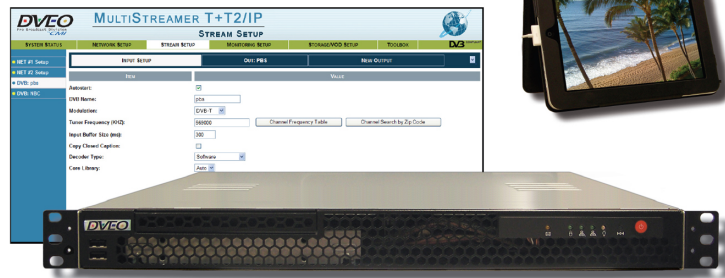 DVEO
Pro Broadcast Division
CMI
MULTISTREAMER T+T2/IP
STREAM SETUP
SYSTEM STATUS NETWORK SETUP STREAM SETUP MONITORING SETUP STORAGE/VOD SETUP TOOLBOX DVB
NET #1 Setup
NET #2 Setup
DVB: pbs
DVB: NBC
INPUT SETUP OUT: PBS NEW OUTPUT
ITEM VALUE
Autostart:
DVB Name: pbs
Modulation: DVB-T
Tuner Frequency (KHZ): 569000 Channel Frequency Table Channel Search by Zip Code
Input Buffer Size (ms): 300
Copy Closed Caption:
Decoder Type: Software
Core Library: Auto
DVEO